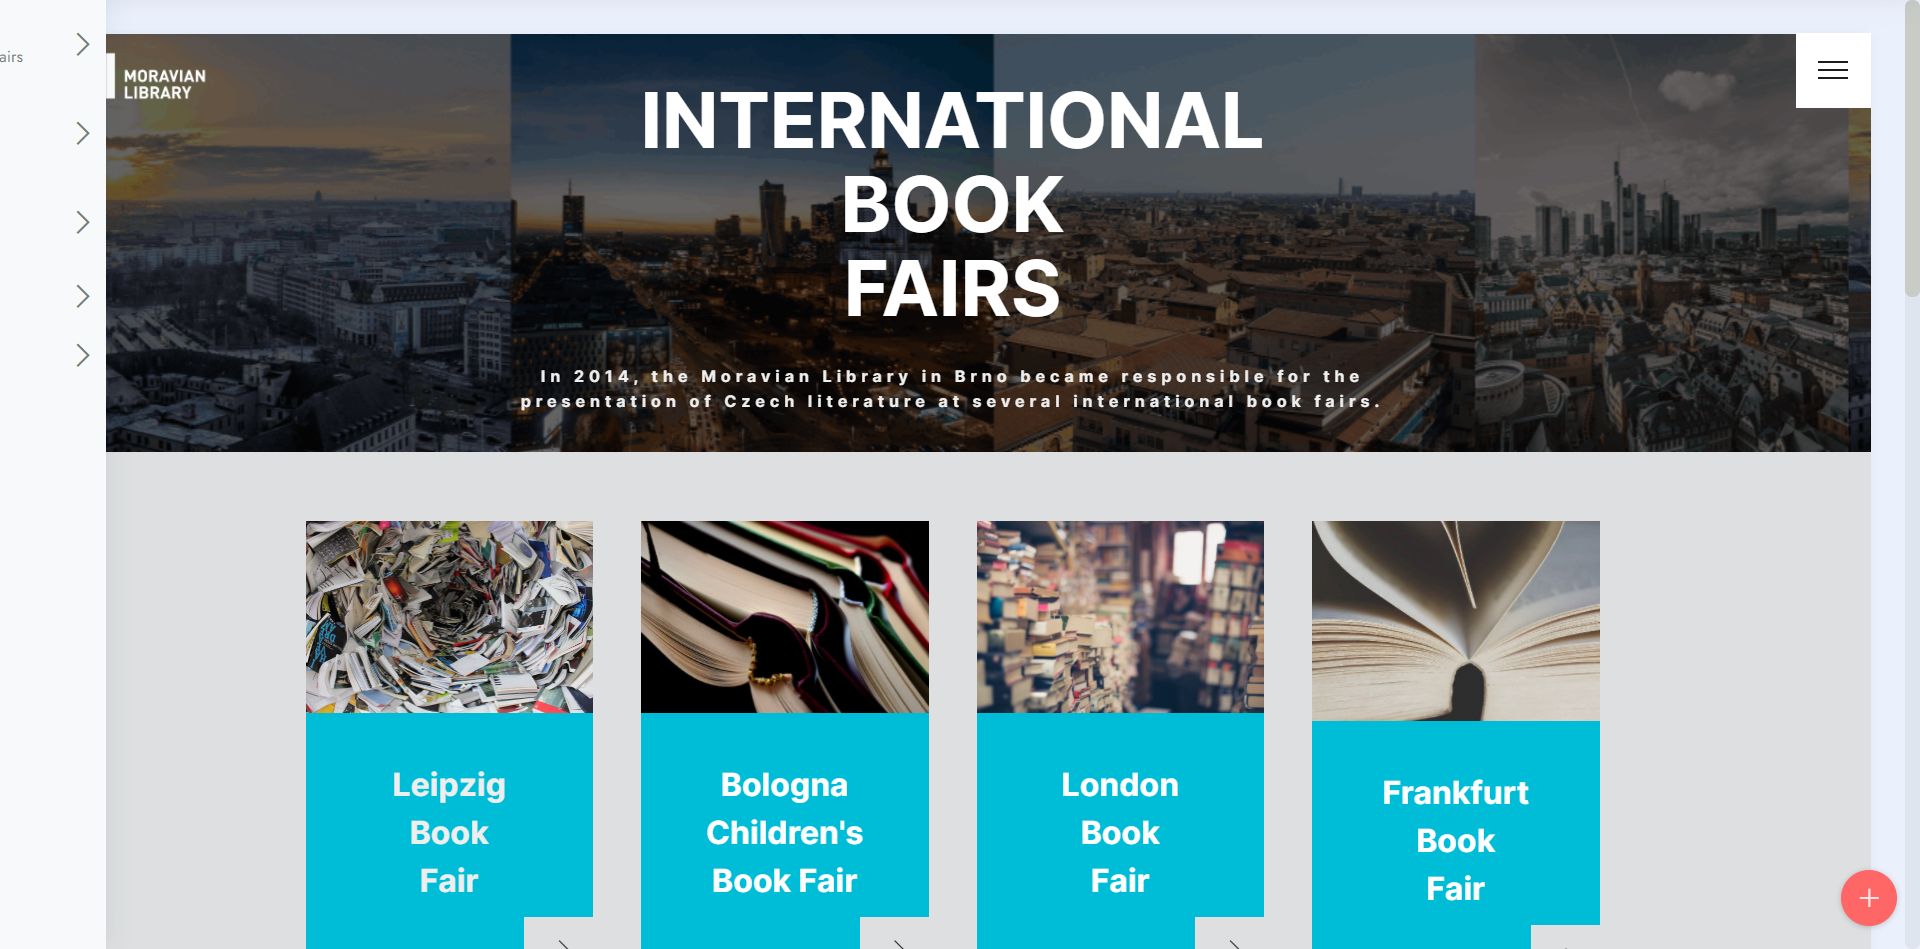 airs
MORAVIAN
LIBRARY
INTERNATIONAL
BOOK
FAIRS
In 2014, the Moravian Library in Brno became responsible for the
presentation of Czech literature at several international book fairs.
Leipzig
Book
Fair
Bologna
Children's
Book Fair
London
Book
Fair
Frankfurt
Book
Fair